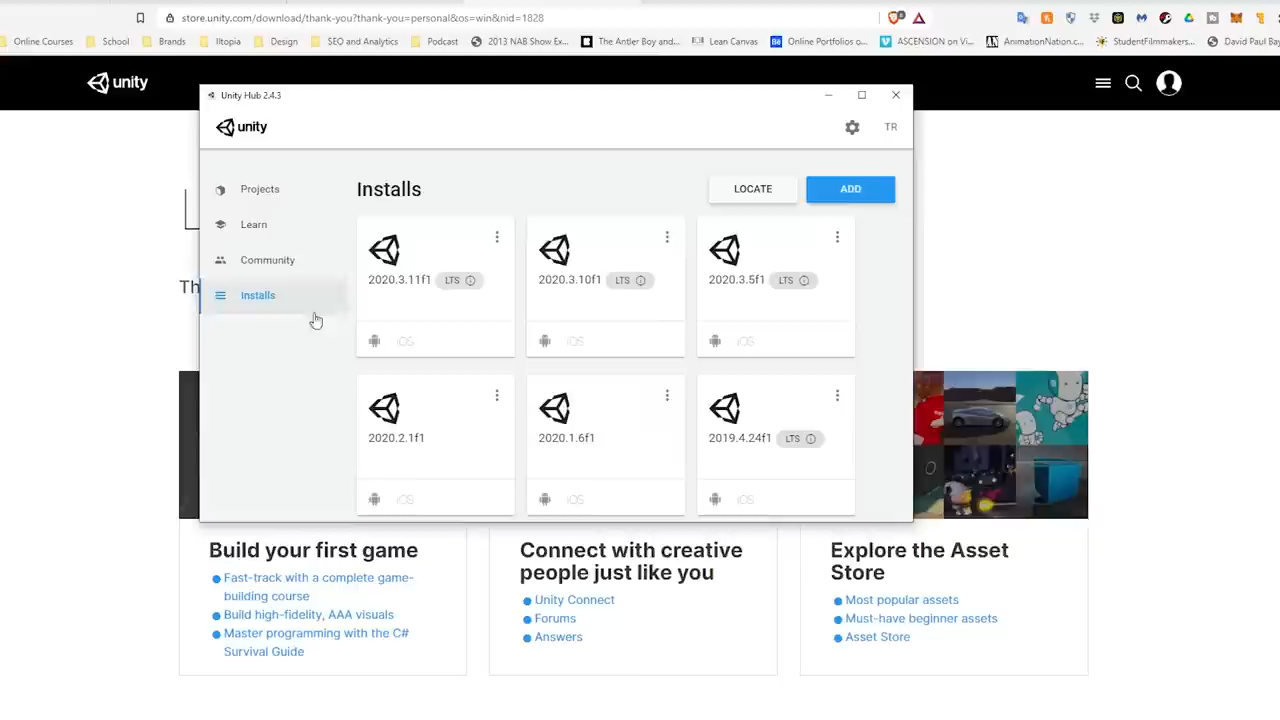 store.unity.com/download/thank-you?thank-you=personal&os=win&nid=1828
Online Courses
School
Brands
Iltopia
Design
SEO and Analytics
Podcast
2013 NAB Show Ex...
The Antler Boy and...
Lean Canvas
Online Portfolios o...
ASCENSION on Vi...
AnimationNation.c...
StudentFilmmakers...
David Paul Bay
unity
Unity Hub 2.4.3
unity
TR
Projects
Learn
Community
Installs
Installs
LOCATE
ADD
2020.3.11f1 LTS
2020.3.10f1 LTS
2020.3.5f1 LTS
iOS
iOS
iOS
2020.2.1f1
2020.1.6f1
2019.4.24f1 LTS
iOS
iOS
iOS
Th
Build your first game
Fast-track with a complete game-
building course
Build high-fidelity, AAA visuals
Master programming with the C#
Survival Guide
Connect with creative
people just like you
Unity Connect
Forums
Answers
Explore the Asset
Store
Most popular assets
Must-have beginner assets
Asset Store